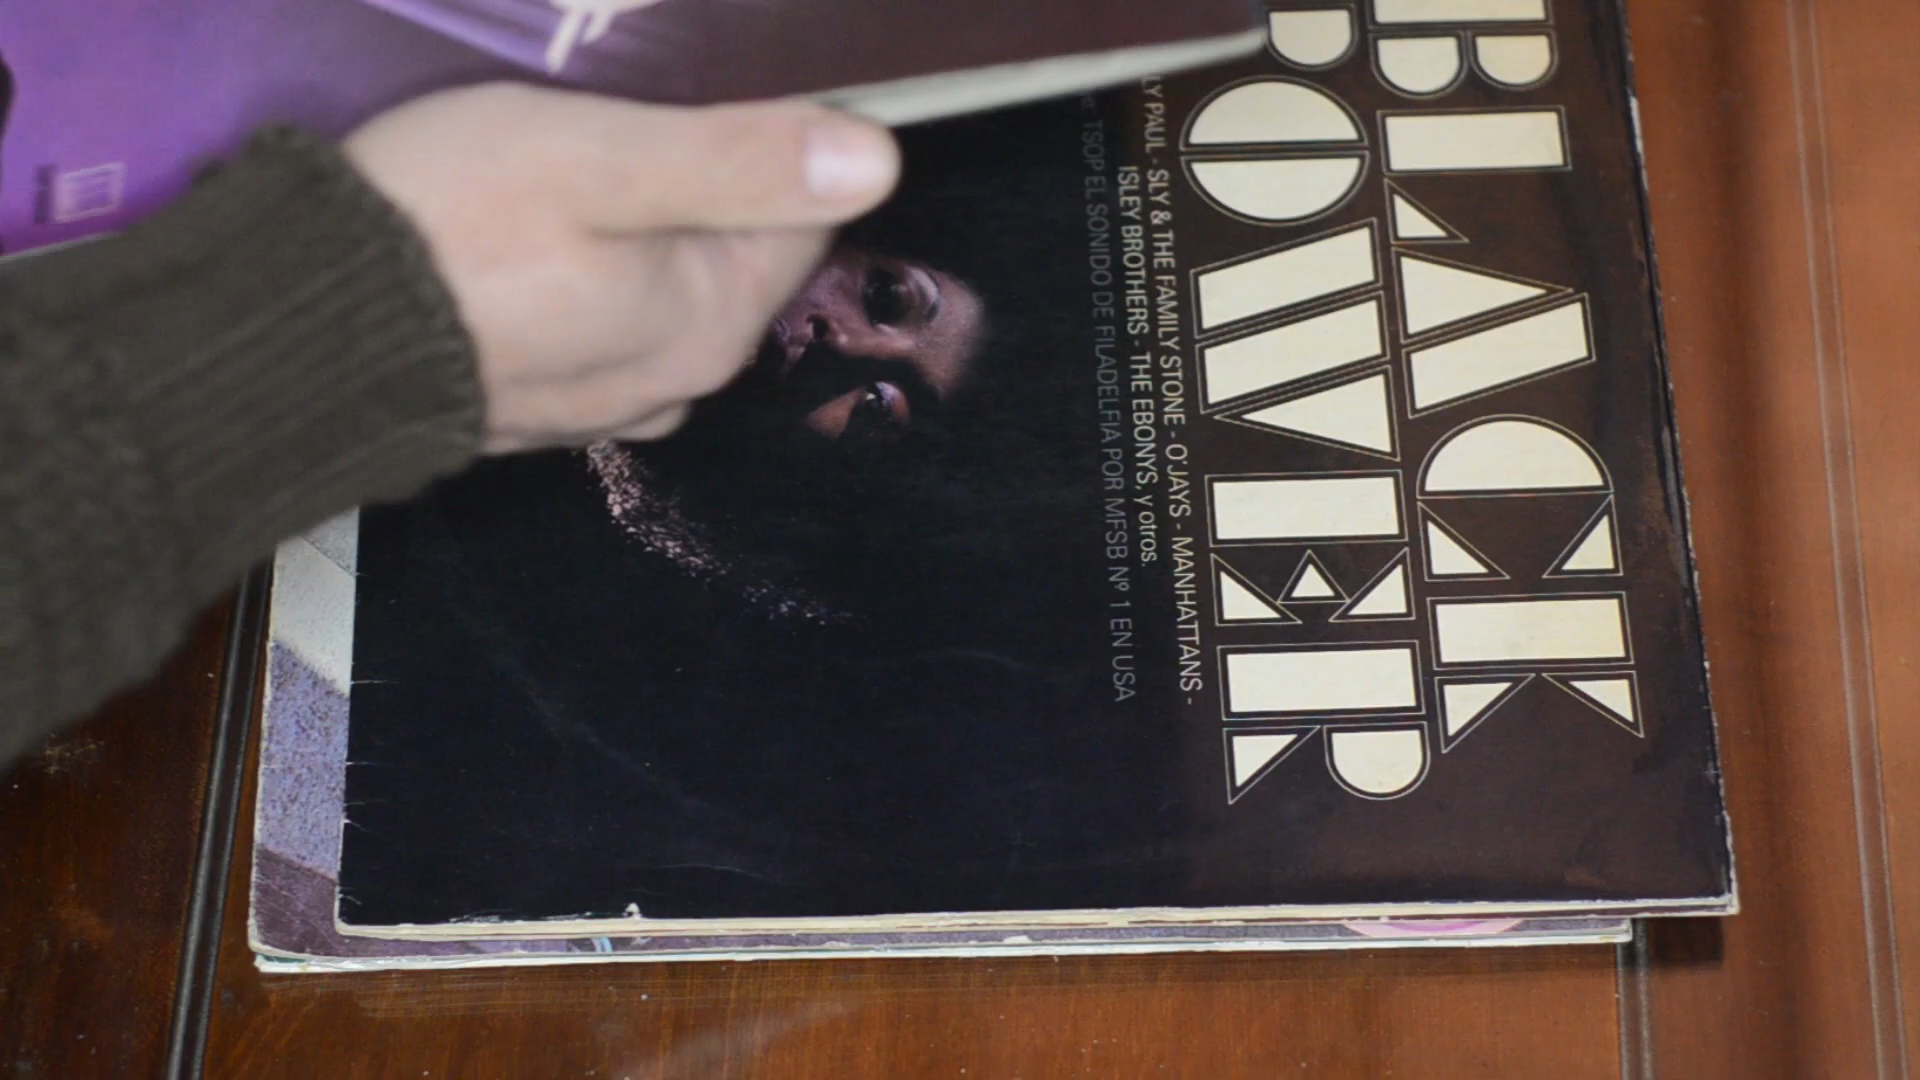 BLACK
POWER
LY PAUL - SLY & THE FAMILY STONE - O'JAYS - MANHATTANS -
ISLEY BROTHERS - THE EBONYS, y otros.
TSOP EL SONIDO DE FILADELFIA POR MFSB Nº 1 EN USA